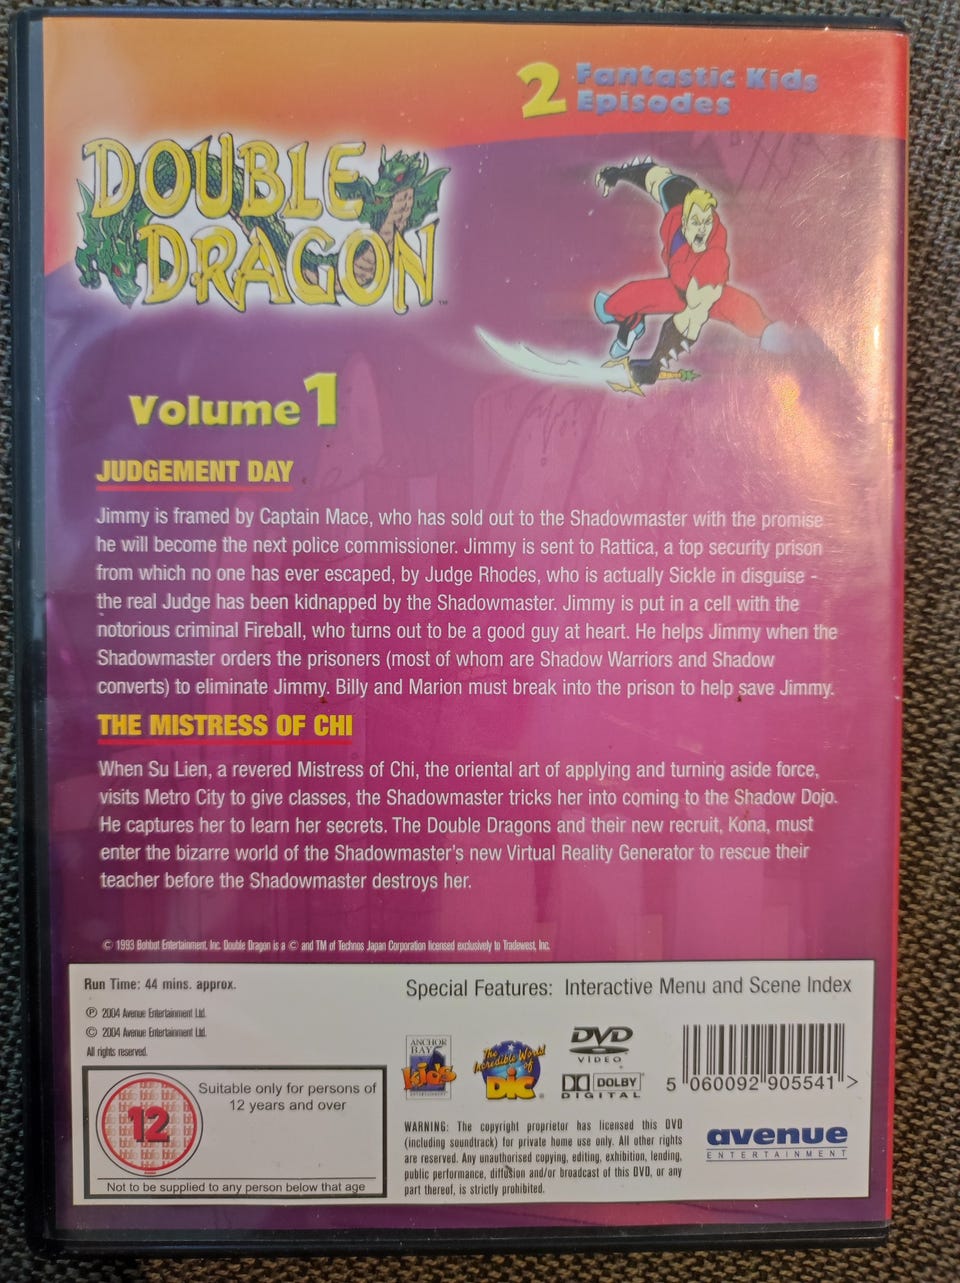 2 Fantastic Kids
Episodes
DOUBLE
DRAGON™
Volume 1
JUDGEMENT DAY
Jimmy is framed by Captain Mace, who has sold out to the Shadowmaster with the promise
he will become the next police commissioner. Jimmy is sent to Rattica, a top security prison
from which no one has ever escaped, by Judge Rhodes, who is actually Sickle in disguise -
the real Judge has been kidnapped by the Shadowmaster. Jimmy is put in a cell with the
notorious criminal Fireball, who turns out to be a good guy at heart. He helps Jimmy when the
Shadowmaster orders the prisoners (most of whom are Shadow Warriors and Shadow
converts) to eliminate Jimmy. Billy and Marion must break into the prison to help save Jimmy.
THE MISTRESS OF CHI
When Su Lien, a revered Mistress of Chi, the oriental art of applying and turning aside force,
visits Metro City to give classes, the Shadowmaster tricks her into coming to the Shadow Dojo.
He captures her to learn her secrets. The Double Dragons and their new recruit, Kona, must
enter the bizarre world of the Shadowmaster's new Virtual Reality Generator to rescue their
teacher before the Shadowmaster destroys her.
© 1993 Bohbot Entertainment, Inc. Double Dragon is a © and TM of Technos Japan Corporation licensed exclusively to Tradewest, Inc.
Run Time: 44 mins. approx.
℗ 2004 Avenue Entertainment Ltd.
© 2004 Avenue Entertainment Ltd.
All rights reserved.
12
Suitable only for persons of
12 years and over
Not to be supplied to any person below that age
Special Features: Interactive Menu and Scene Index
ANCHOR
BAY
kids
ENTERTAINMENT
The
Incredible World
of
DIC
DVD
VIDEO
DOLBY
DIGITAL
5 060092 905541 >
WARNING: The copyright proprietor has licensed this DVD
(including soundtrack) for private home use only. All other rights
are reserved. Any unauthorised copying, editing, exhibition, lending,
public performance, diffusion and/or broadcast of this DVD, or any
part thereof, is strictly prohibited.
avenue
ENTERTAINMENT